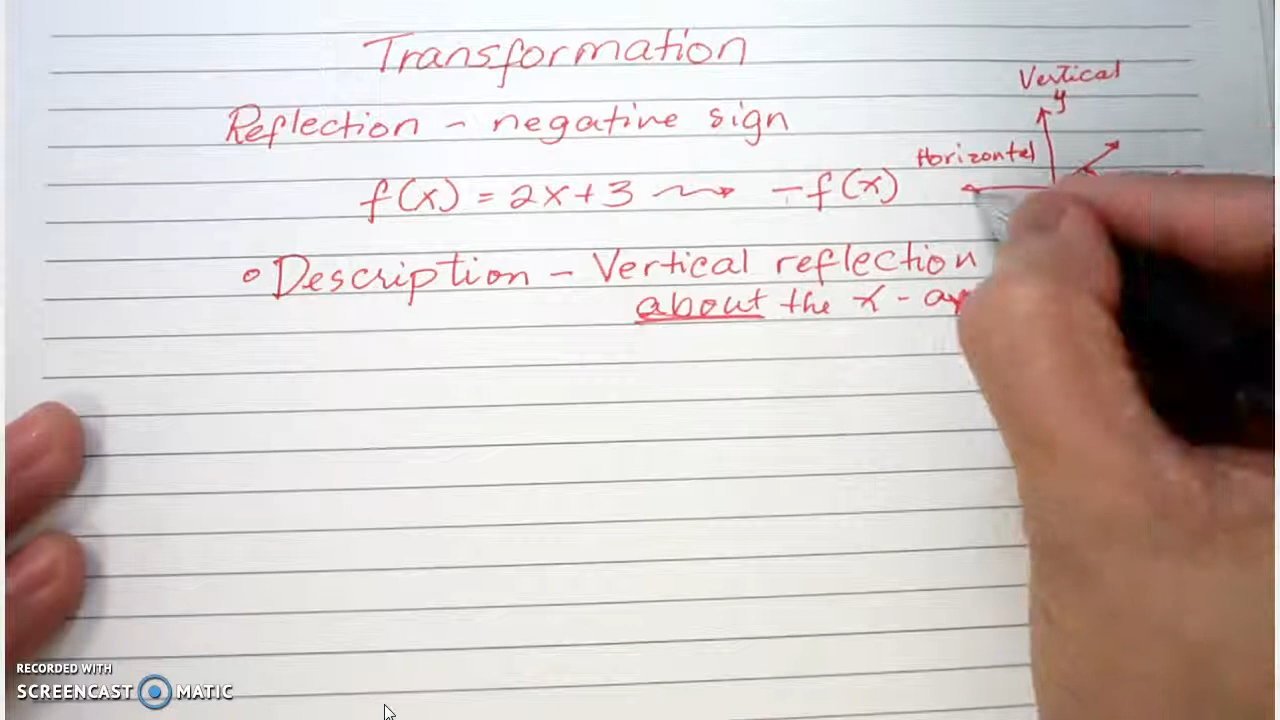 Transformation
Vertical
y
Reflection - negative sign
Horizontal
f(x) = 2x+3 ⟿ -f(x)
• Description - Vertical reflection
about the x-
RECORDED WITH
SCREENCAST MATIC